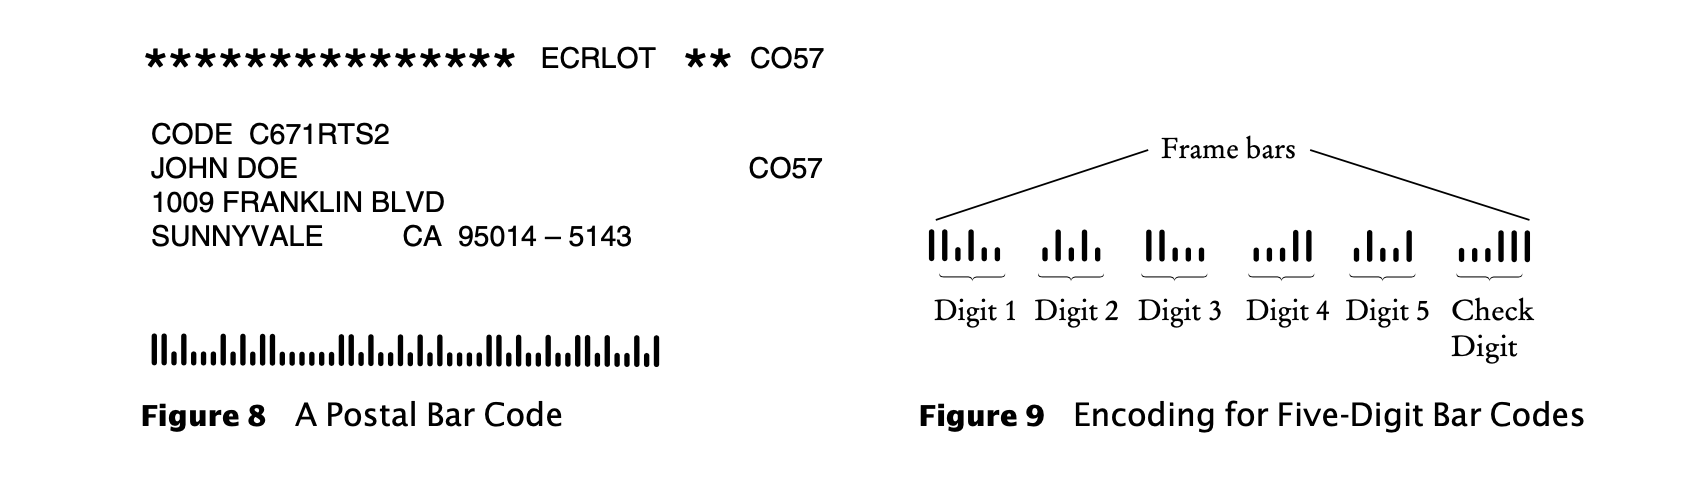 *************** ECRLOT ** CO57
CODE C671RTS2
JOHN DOE CO57
1009 FRANKLIN BLVD
SUNNYVALE CA 95014 – 5143
Figure 8 A Postal Bar Code
Frame bars
Digit 1 Digit 2 Digit 3 Digit 4 Digit 5 Check
Digit
Figure 9 Encoding for Five-Digit Bar Codes